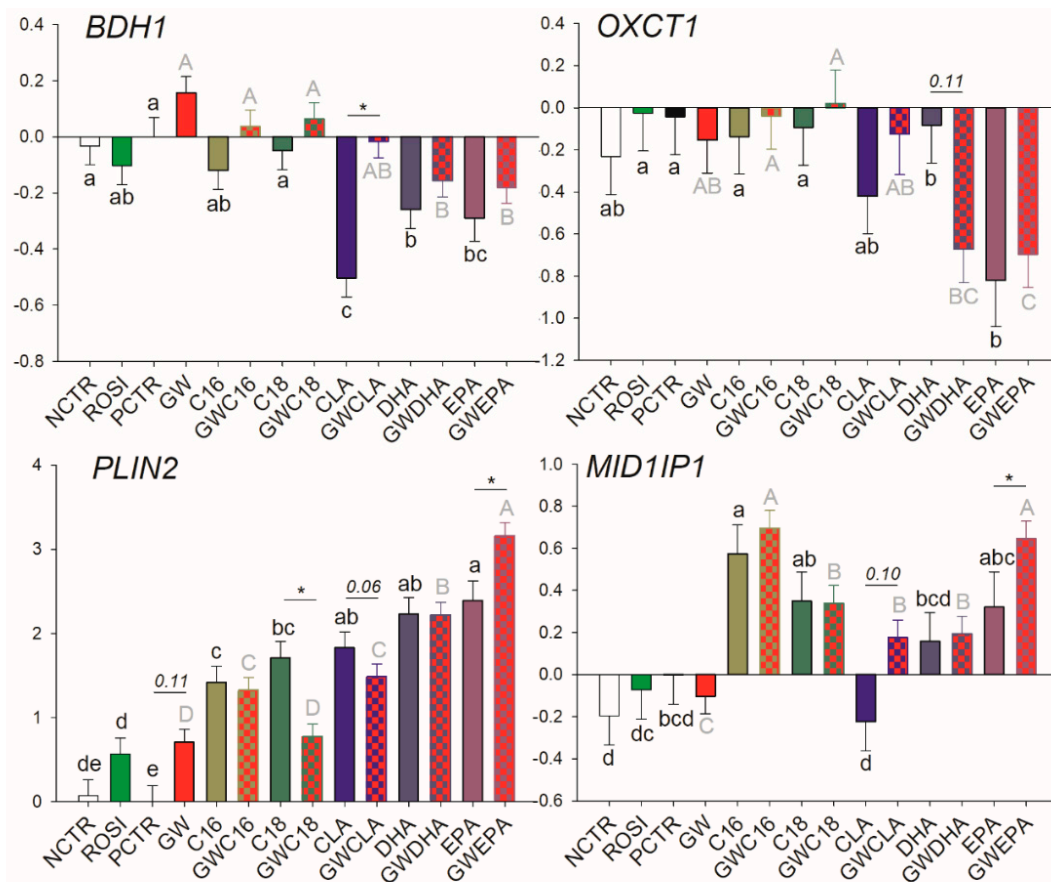 BDH1
0.4
0.2
0.0
-0.2
-0.4
-0.6
-0.8
a
ab
a
A
ab
A
a
A
c
*
AB
b
B
bc
B
NCTR
ROSI
PCTR
GW
C16
GWC16
C18
GWC18
CLA
GWCLA
DHA
GWDHA
EPA
GWEPA
OXCT1
0.4
0.2
0.0
0.2
0.4
0.6
0.8
-1.0
-1.2
ab
a
a
AB
a
A
a
A
ab
AB
b
0.11
BC
b
C
NCTR
ROSI
PCTR
GW
C16
GWC16
C18
GWC18
CLA
GWCLA
DHA
GWDHA
EPA
GWEPA
PLIN2
4
3
2
1
0
de
d
e
0.11
D
c
C
bc
*
D
ab
0.06
C
ab
B
a
*
A
NCTR
ROSI
PCTR
GW
C16
GWC16
C18
GWC18
CLA
GWCLA
DHA
GWDHA
EPA
GWEPA
MID1IP1
1.0
0.8
0.6
0.4
0.2
0.0
-0.2
-0.4
-0.6
d
dc
bcd
C
a
A
ab
B
d
0.10
B
bcd
B
abc
*
A
NCTR
ROSI
PCTR
GW
C16
GWC16
C18
GWC18
CLA
GWCLA
DHA
GWDHA
EPA
GWEPA